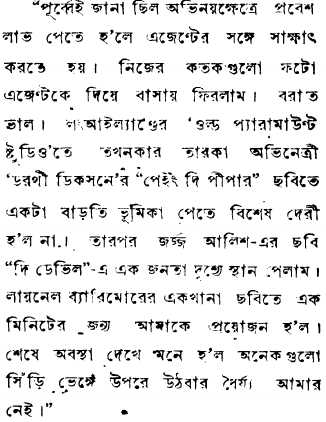 “পূর্ব্বেই জানা ছিল অভিনয়ক্ষেত্রে প্রবেশ
লাভ পেতে হ’লে এজেণ্টের সঙ্গে সাক্ষাৎ
করতে হয়। নিজের কতকগুলো ফটো
এজেণ্টকে দিয়ে বাসায় ফিরলাম। বরাত
ভাল। লংআইল্যাণ্ডের ‘ওল্ড প্যারামাউণ্ট
ষ্টুডিও’তে তখনকার তারকা অভিনেত্রী
‘ডরথী ডিকসনে’র “পেইং দি পীপার” ছবিতে
একটা বাড়তি ভূমিকা পেতে বিশেষ দেরী
হ’ল না। তারপর জর্জ্জ আলিশ-এর ছবি
“দি ডেভিল”-এ এক জনতা দৃশ্যে স্থান পেলাম।
লায়নেল ব্যারিমোরের একখানা ছবিতে এক
মিনিটের জন্য আমাকে প্রয়োজন হ’ল।
শেষে অবস্থা দেখে মনে হ’ল অনেকগুলো
সিঁড়ি ভেঙ্গে উপরে উঠবার ধৈর্য্য আমার
নেই।”